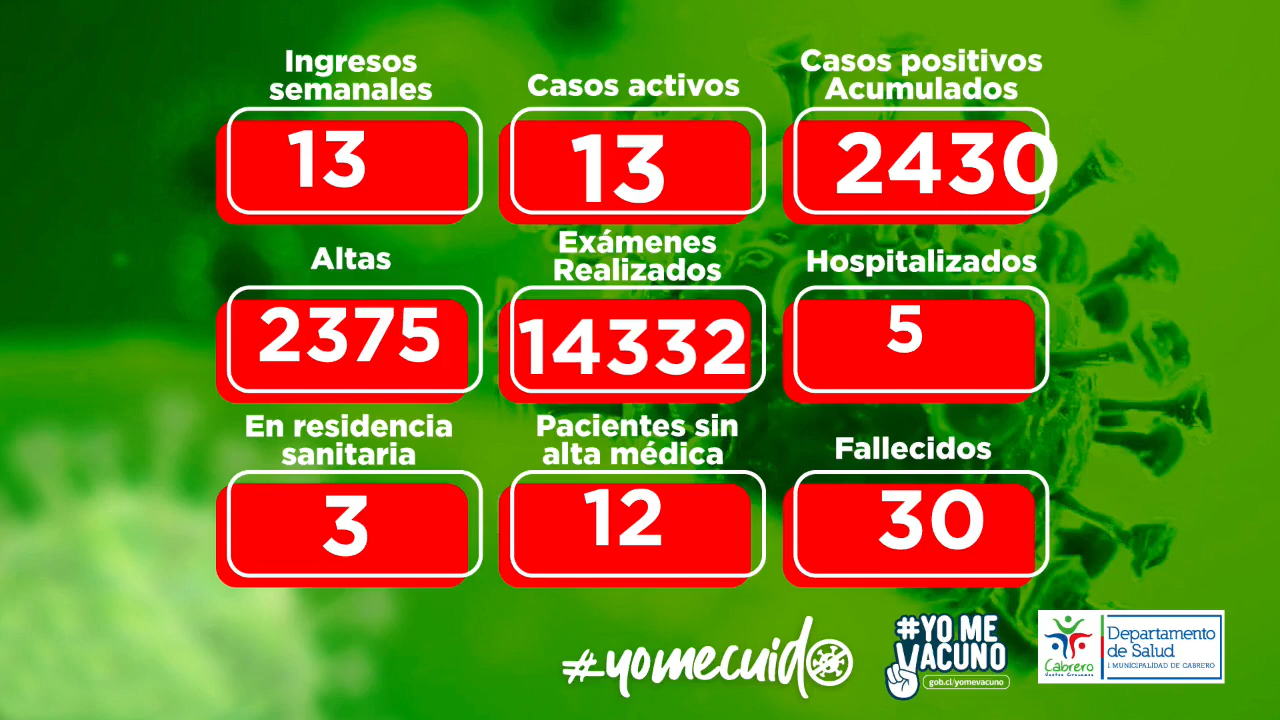 Ingresos
semanales
13
Casos activos
13
Casos positivos
Acumulados
2430
Altas
2375
Exámenes
Realizados
14332
Hospitalizados
5
En residencia
sanitaria
3
Pacientes sin
alta médica
12
Fallecidos
30
#yomecuido
#YO ME
VACUNO
gob.cl/yomevacuno
Cabrero
Departamento
de Salud
I MUNICIPALIDAD DE CABRERO